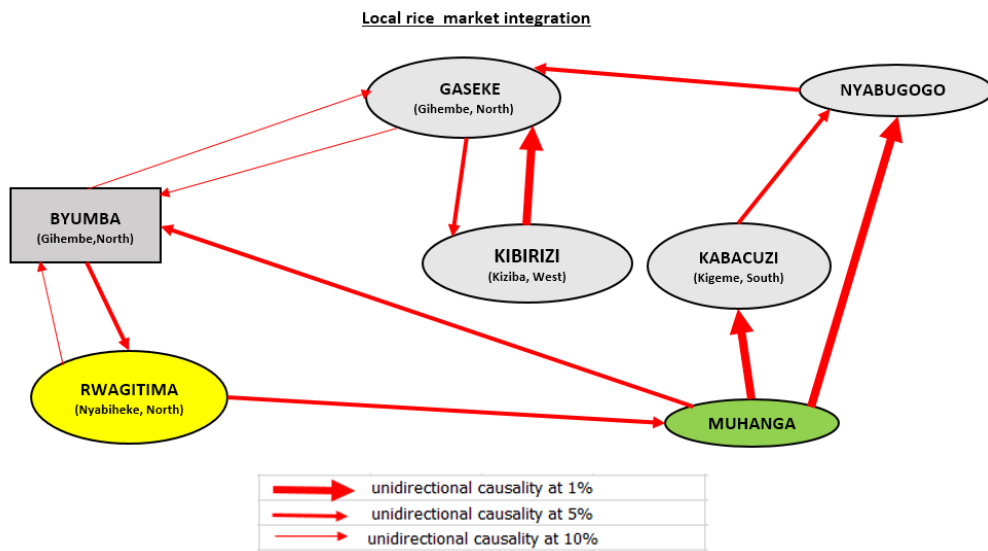 Local rice market integration
GASEKE
(Gihembe, North)
NYABUGOGO
BYUMBA
(Gihembe,North)
KIBIRIZI
(Kiziba, West)
KABACUZI
(Kigeme, South)
RWAGITIMA
(Nyabiheke, North)
MUHANGA
unidirectional causality at 1%
unidirectional causality at 5%
unidirectional causality at 10%